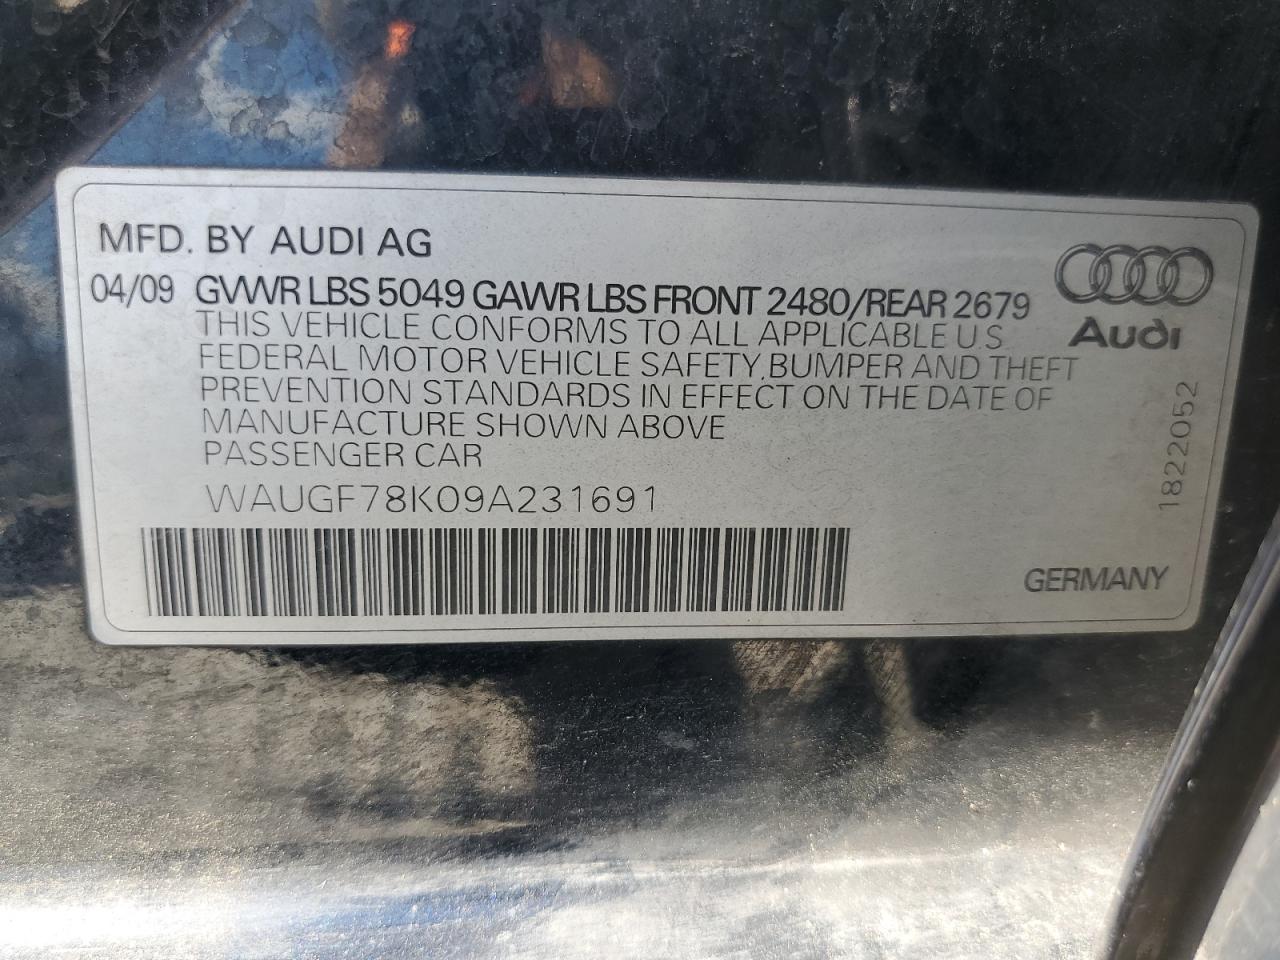 MFD. BY AUDI AG
04/09 GVWR LBS 5049 GAWR LBS FRONT 2480/REAR 2679
THIS VEHICLE CONFORMS TO ALL APPLICABLE U.S.
FEDERAL MOTOR VEHICLE SAFETY, BUMPER AND THEFT
PREVENTION STANDARDS IN EFFECT ON THE DATE OF
MANUFACTURE SHOWN ABOVE
PASSENGER CAR
WAUGF78K09A231691
Audi
1822052
GERMANY